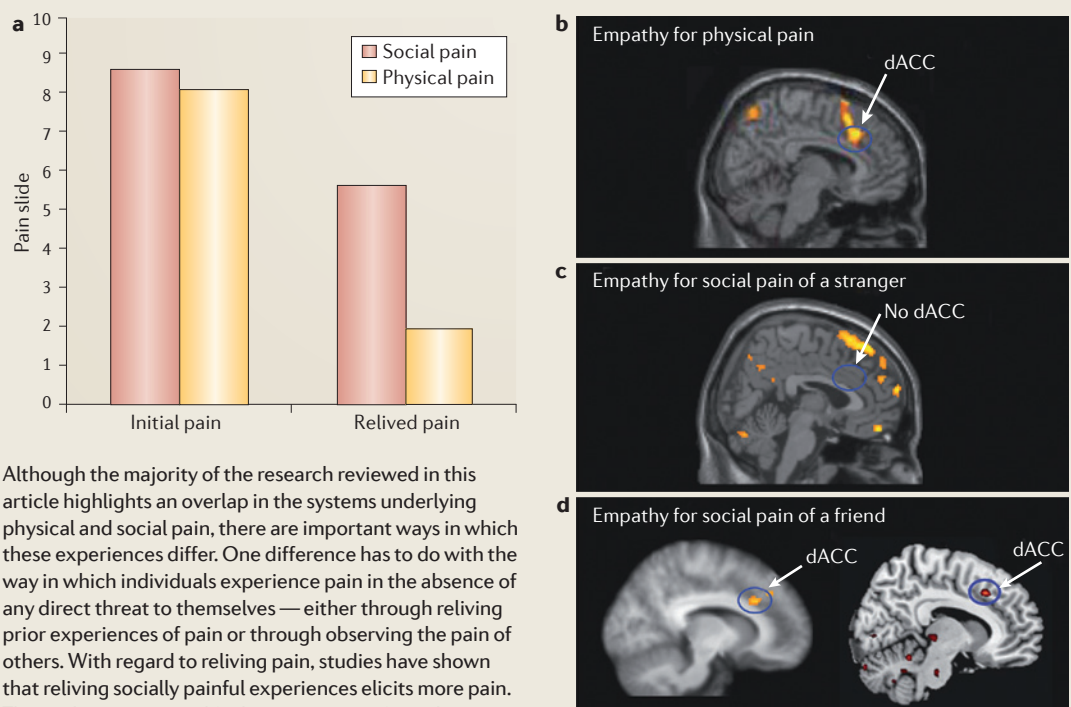 a
10
9
8
7
6
5
4
3
2
1
0
Pain slide
Social pain
Physical pain
Initial pain
Relived pain
Although the majority of the research reviewed in this
article highlights an overlap in the systems underlying
physical and social pain, there are important ways in which
these experiences differ. One difference has to do with the
way in which individuals experience pain in the absence of
any direct threat to themselves — either through reliving
prior experiences of pain or through observing the pain of
others. With regard to reliving pain, studies have shown
that reliving socially painful experiences elicits more pain.
b
Empathy for physical pain
dACC
c
Empathy for social pain of a stranger
No dACC
d
Empathy for social pain of a friend
dACC
dACC